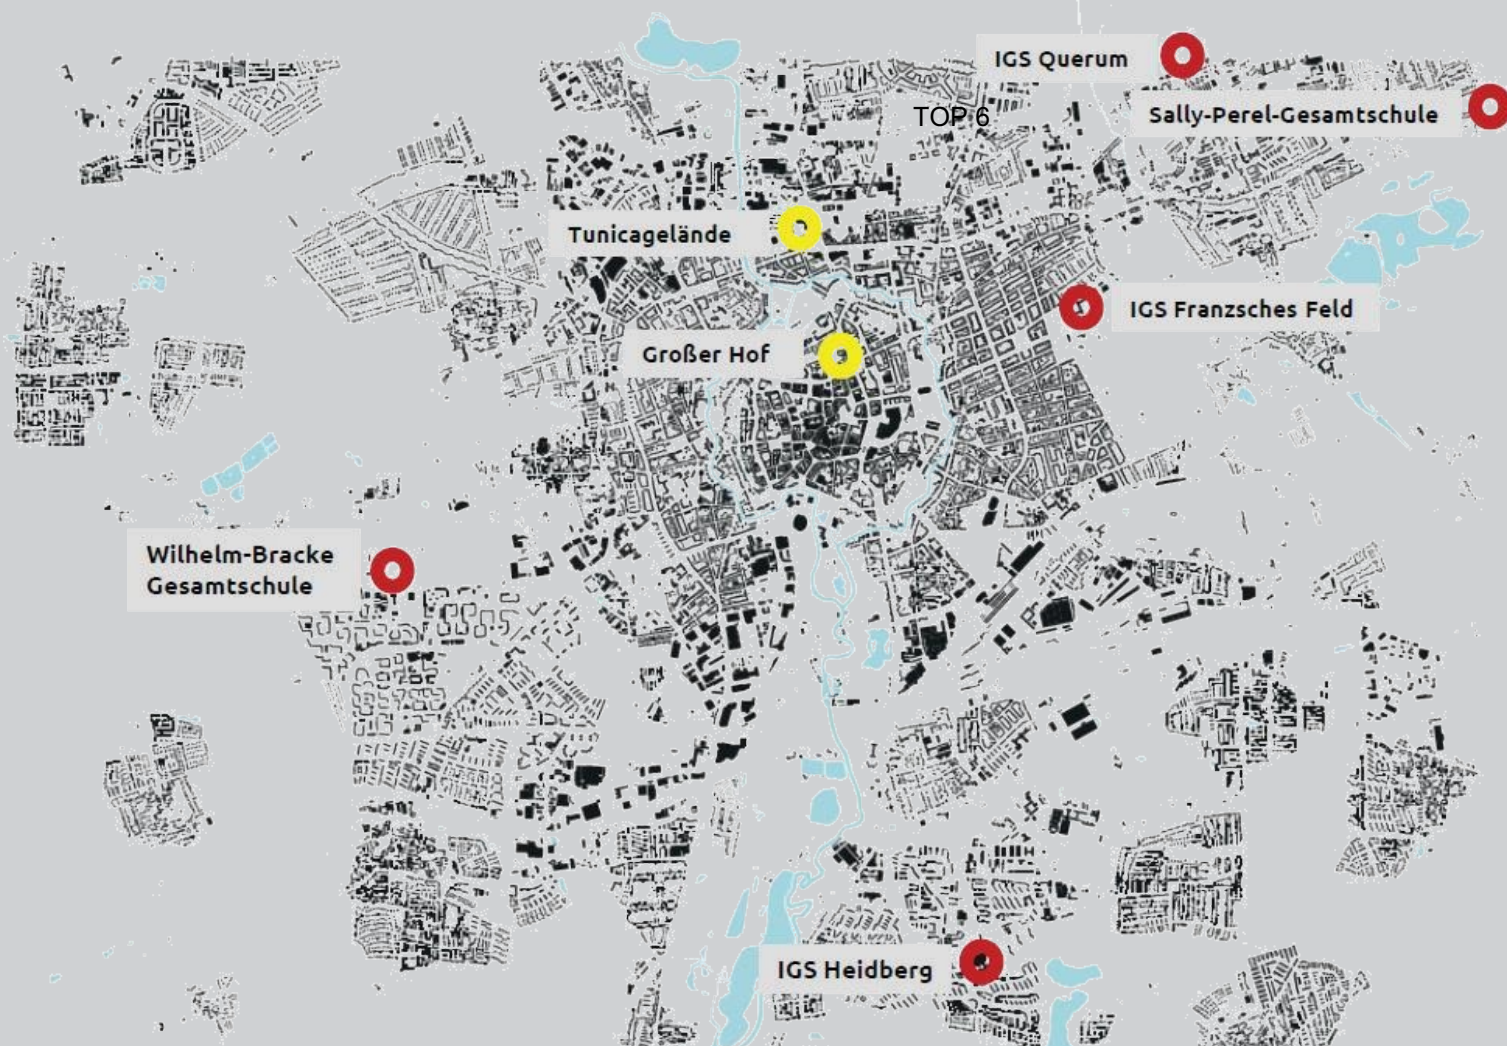 IGS Querum
Sally-Perel-Gesamtschule
TOP 6
Tunicagelände
IGS Franzsches Feld
Großer Hof
Wilhelm-Bracke
Gesamtschule
IGS Heidberg